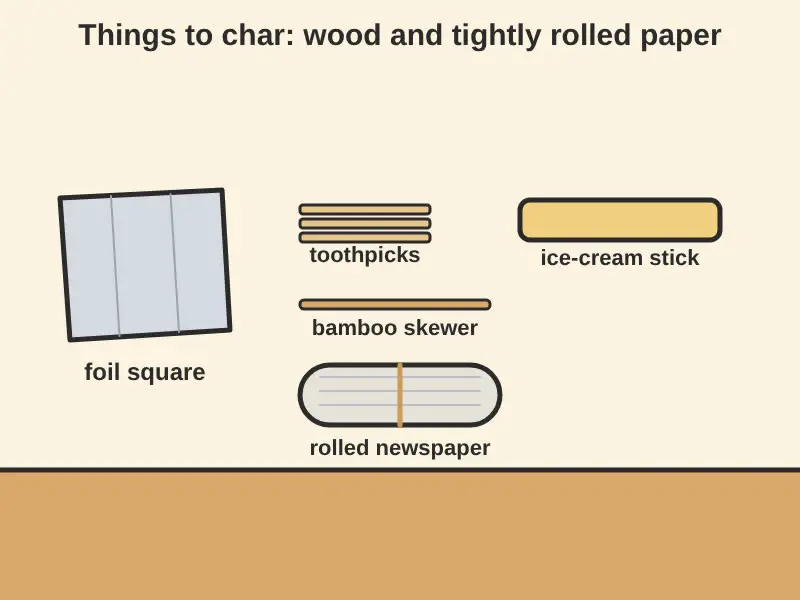 Things to char: wood and tightly rolled paper
toothpicks
ice-cream stick
bamboo skewer
foil square
rolled newspaper